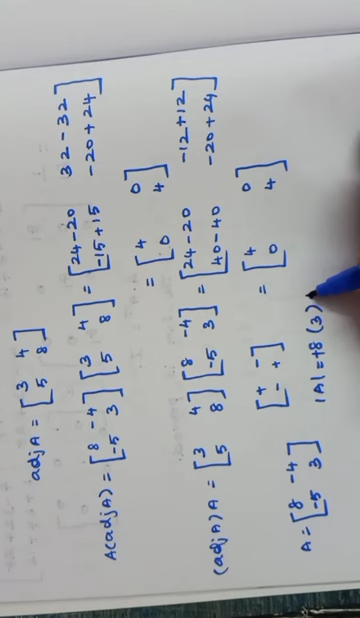 adj A = [3 4
5 8]
A(adj A) = [8 -4
-5 3] [3 4
5 8] = [24-20 32-32
-15+15 -20+24]
= [4 0
0 4]
(adj A) A = [3 4
5 8] [8 -4
-5 3] = [24-20 -12+12
40-40 -20+24]
= [4 0
0 4]
A = [8 -4
-5 3]
[+ -
- +]
|A| = +8(3)